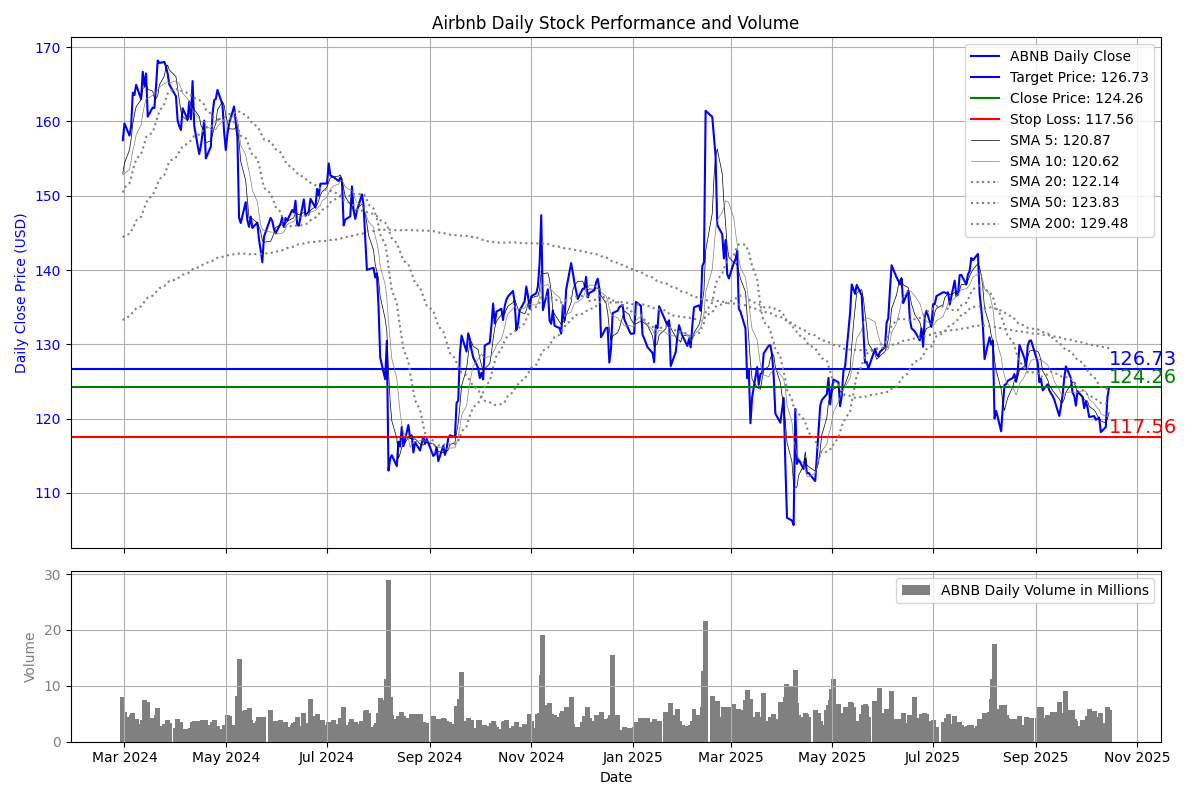 Airbnb Daily Stock Performance and Volume
170
160
150
140
130
120
110
Daily Close Price (USD)
ABNB Daily Close
Target Price: 126.73
Close Price: 124.26
Stop Loss: 117.56
SMA 5: 120.87
SMA 10: 120.62
SMA 20: 122.14
SMA 50: 123.83
SMA 200: 129.48
126.73
124.26
117.56
30
20
10
0
Volume
ABNB Daily Volume in Millions
Mar 2024 May 2024 Jul 2024 Sep 2024 Nov 2024 Jan 2025 Mar 2025 May 2025 Jul 2025 Sep 2025 Nov 2025
Date